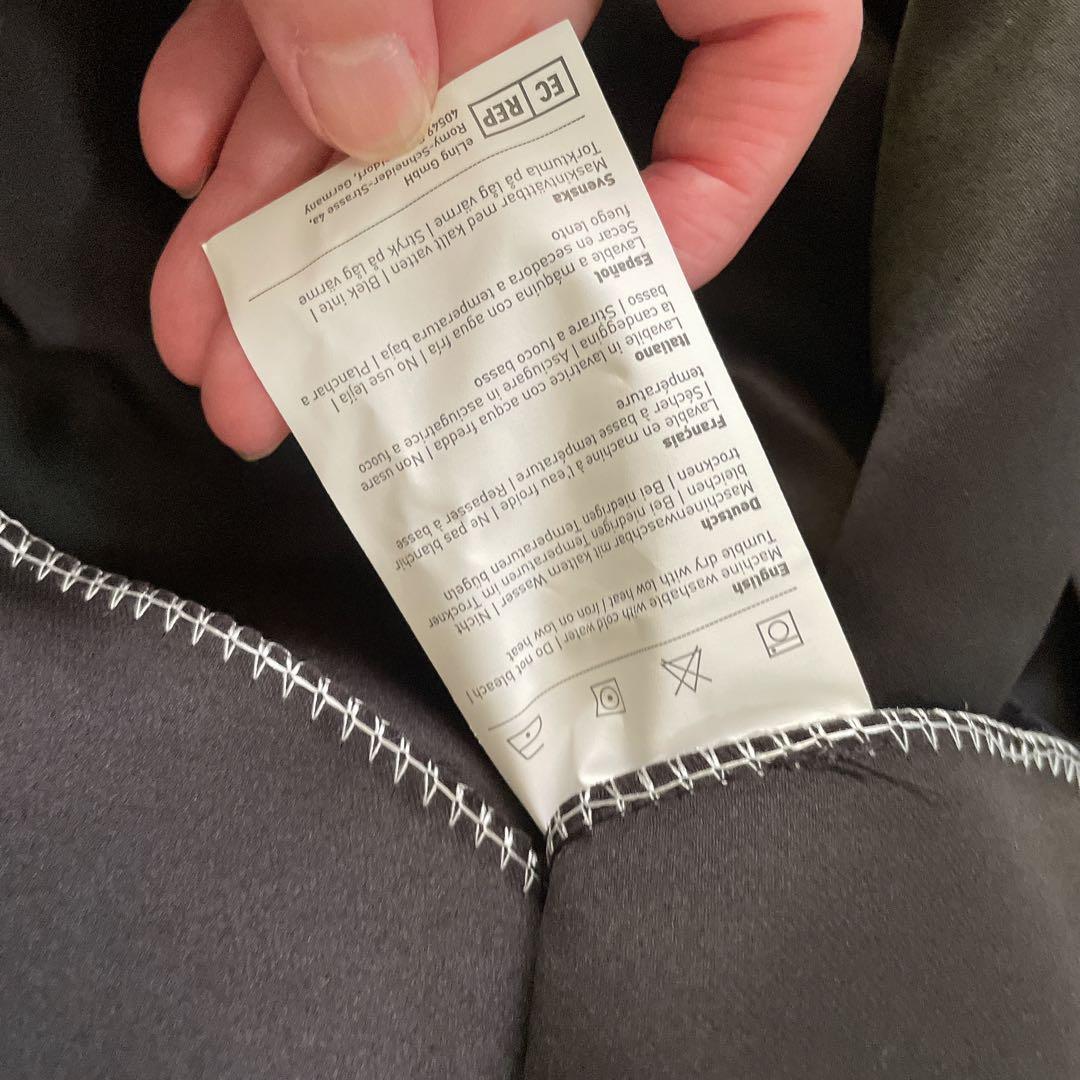 English
Machine washable with cold water | Do not bleach |
Tumble dry with low heat | Iron on low heat
Deutsch
Maschinenwaschbar mit kaltem Wasser | Nicht
bleichen | Bei niedrigen Temperaturen im Trockner
trocknen | Bei niedrigen Temperaturen bügeln
Français
Lavable en machine à l'eau froide | Ne pas blanchir
| Sécher à basse température | Repasser à basse
température
Italiano
Lavabile in lavatrice con acqua fredda | Non usare
la candeggina | Asciugare in asciugatrice a fuoco
basso | Stirare a fuoco basso
Español
Lavable a máquina con agua fría | No use lejía |
Secar en secadora a temperatura baja | Planchar a
fuego lento
Svenska
Maskintvättbar med kallt vatten | Blek inte |
Torktumla på låg värme | Stryk på låg värme
eLing GmbH
Romy-Schneider-Strasse 4a,
40549 Germany
EC REP